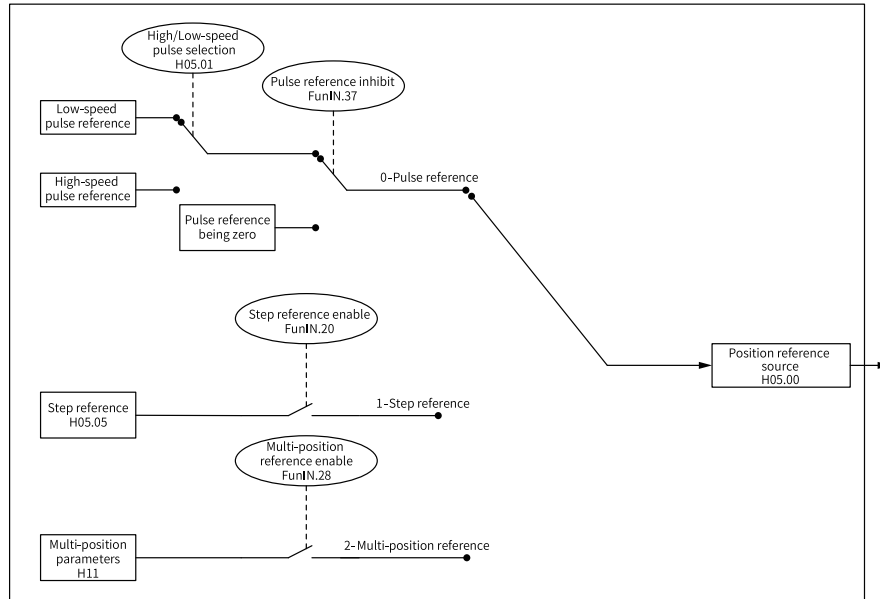 High/Low-speed
pulse selection
H05.01
Pulse reference inhibit
FunIN.37
Low-speed
pulse reference
High-speed
pulse reference
0-Pulse reference
Pulse reference
being zero
Step reference enable
FunIN.20
Position reference
source
H05.00
Step reference
H05.05
1-Step reference
Multi-position
reference enable
FunIN.28
Multi-position
parameters
H11
2-Multi-position reference